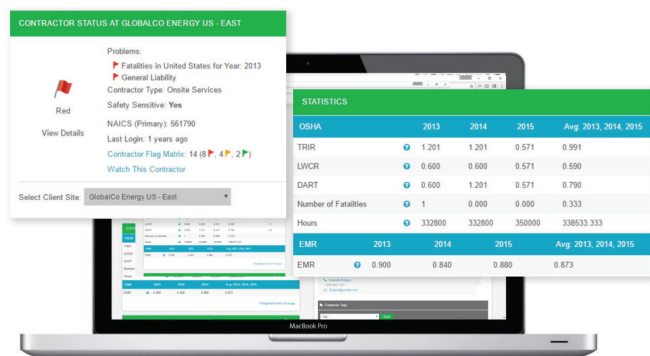 CONTRACTOR STATUS AT GLOBALCO ENERGY US - EAST
Problems:
Fatalities in United States for Year: 2013
General Liability
Contractor Type: Onsite Services
Safety Sensitive: Yes
Red
View Details
NAICS (Primary): 561790
Last Login: 1 years ago
Contractor Flag Matrix: 14 (8, 4, 2)
Watch This Contractor
Select Client Site: GlobalCo Energy US - East
STATISTICS
OSHA 2013 2014 2015 Avg: 2013, 2014, 2015
TRIR 1.201 1.201 0.571 0.991
LWCR 0.600 0.600 0.571 0.590
DART 0.600 1.201 0.571 0.790
Number of Fatalities 1 0.000 0.000 0.333
Hours 332800 332800 350000 338533.333
EMR 2013 2014 2015 Avg: 2013, 2014, 2015
EMR 0.900 0.840 0.880 0.873
MacBook Pro